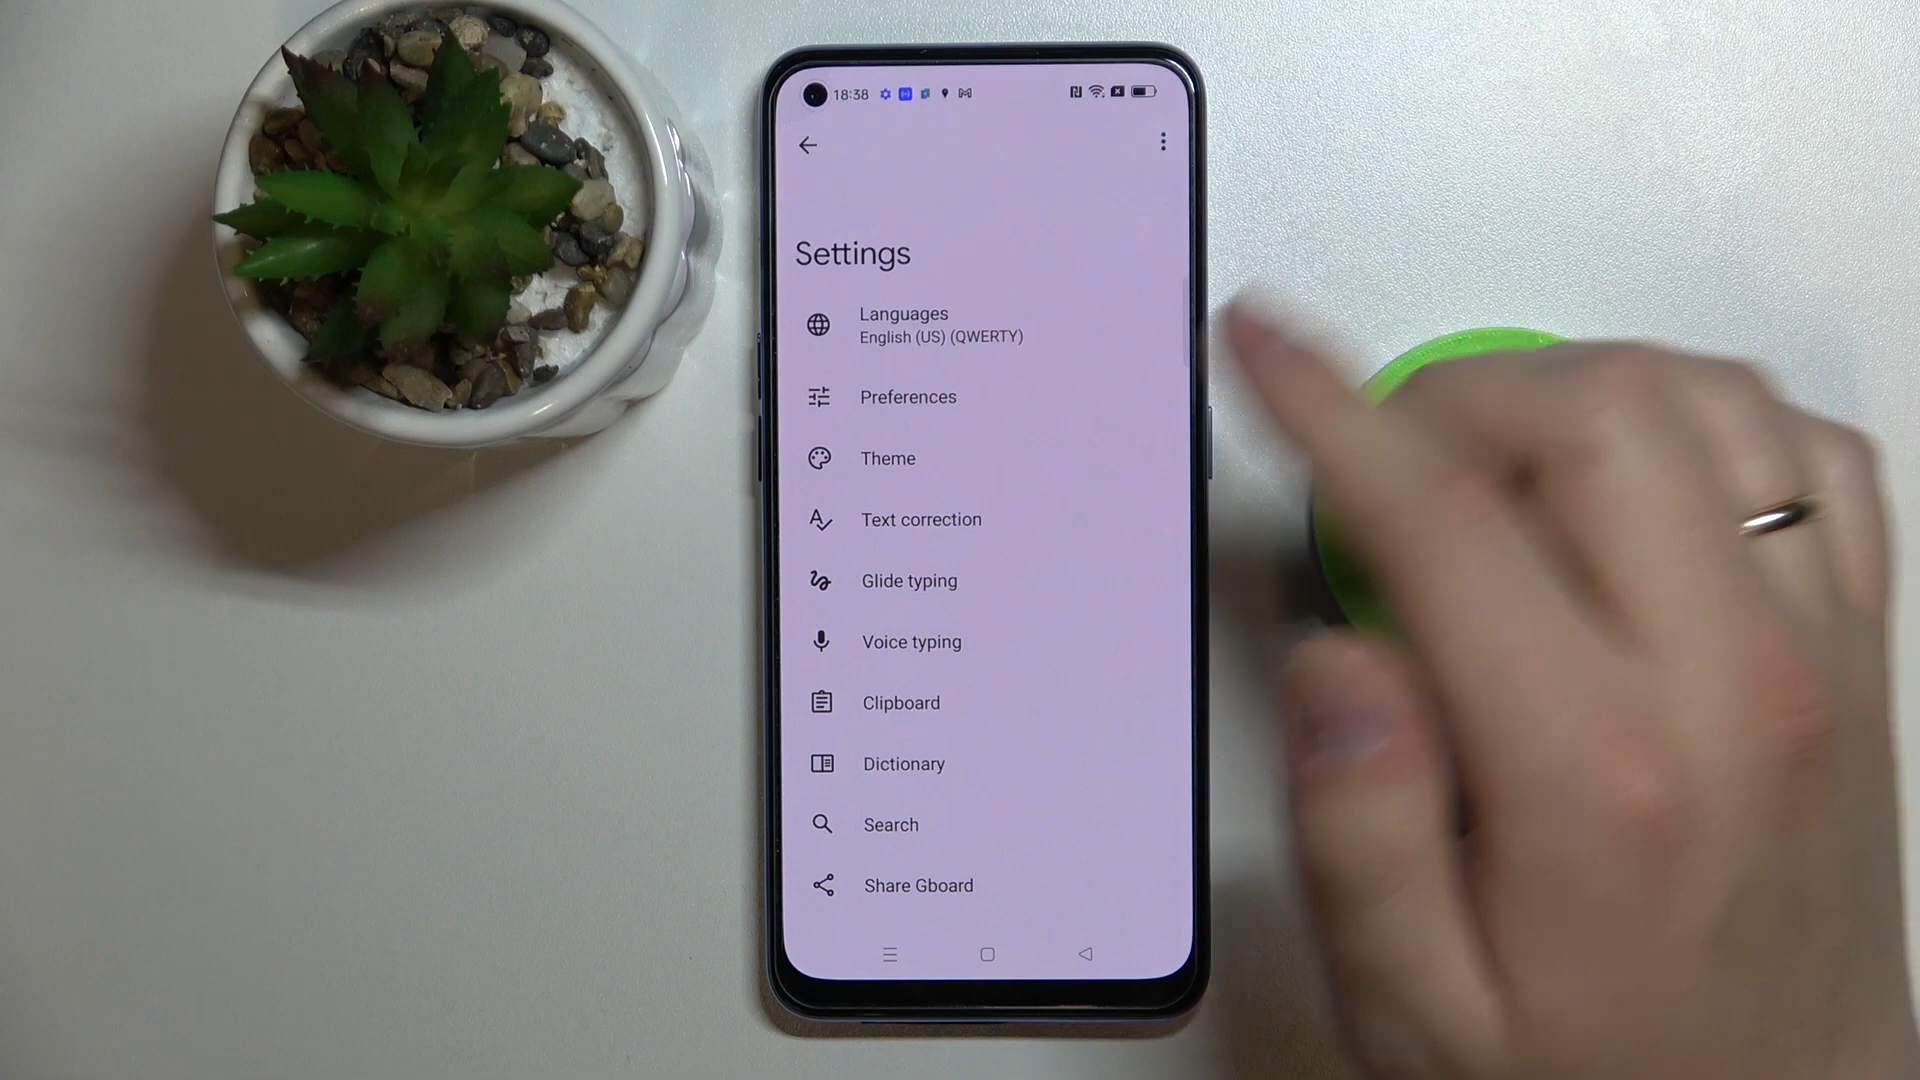 18:38
Settings
Languages
English (US) (QWERTY)
Preferences
Theme
Text correction
Glide typing
Voice typing
Clipboard
Dictionary
Search
Share Gboard